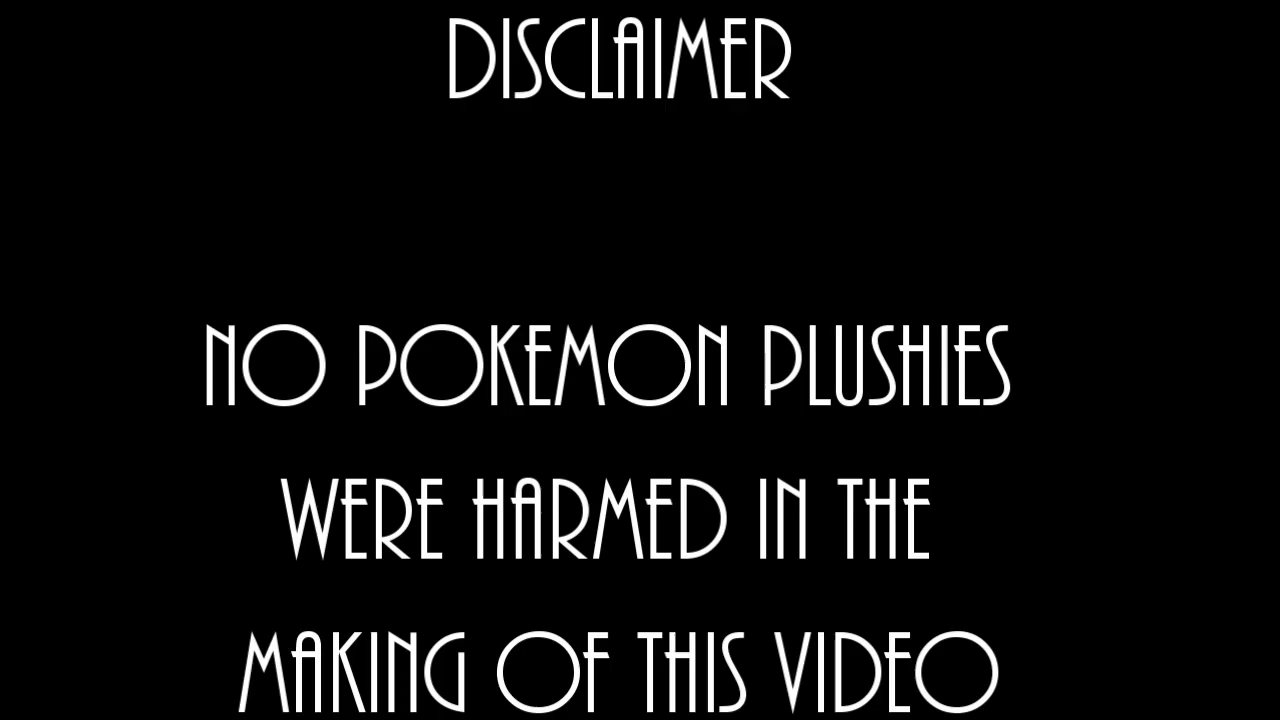 DISCLAIMER
NO POKEMON PLUSHIES
WERE HARMED IN THE
MAKING OF THIS VIDEO